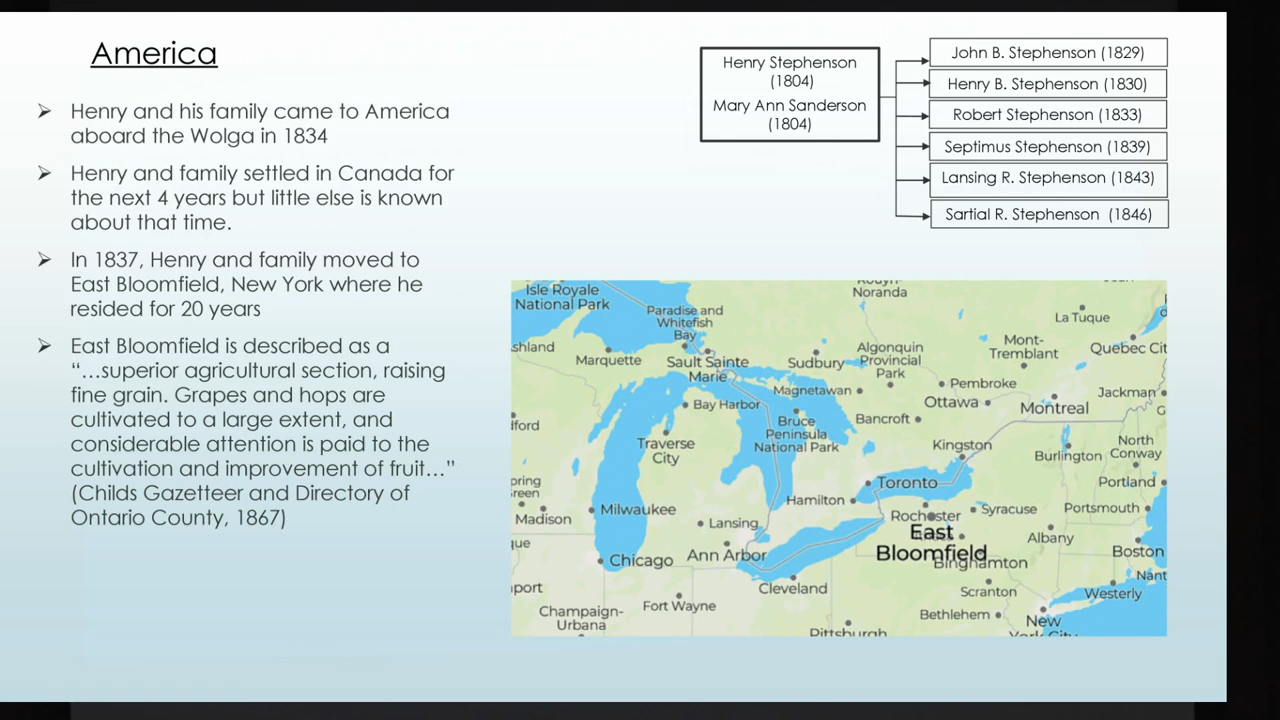 America
Henry and his family came to America
aboard the Wolga in 1834
Henry and family settled in Canada for
the next 4 years but little else is known
about that time.
In 1837, Henry and family moved to
East Bloomfield, New York where he
resided for 20 years
East Bloomfield is described as a
“…superior agricultural section, raising
fine grain. Grapes and hops are
cultivated to a large extent, and
considerable attention is paid to the
cultivation and improvement of fruit…”
(Childs Gazetteer and Directory of
Ontario County, 1867)
Henry Stephenson
(1804)
Mary Ann Sanderson
(1804)
John B. Stephenson (1829)
Henry B. Stephenson (1830)
Robert Stephenson (1833)
Septimus Stephenson (1839)
Lansing R. Stephenson (1843)
Sartial R. Stephenson (1846)
Isle Royale
National Park
Paradise and
Whitefish
Bay
Noranda
La Tuque
shland
Marquette
Sault Sainte
Marie
Sudbury
Algonquin
Provincial
Park
Mont-
Tremblant
Quebec Cit
Magnetawan
Pembroke
Ottawa
Montreal
Jackman
Bay Harbor
Bruce
Peninsula
National Park
Bancroft
dford
Traverse
City
Kingston
Burlington
North
Conway
pring
reen
Toronto
Portland
Hamilton
Madison
Milwaukee
Lansing
Rochester
Syracuse
Portsmouth
East
Bloomfield
Albany
Boston
que
Chicago
Ann Arbor
Binghamton
Nant
port
Cleveland
Scranton
Westerly
Champaign-
Urbana
Fort Wayne
Bethlehem
New
York City
Pittsburgh